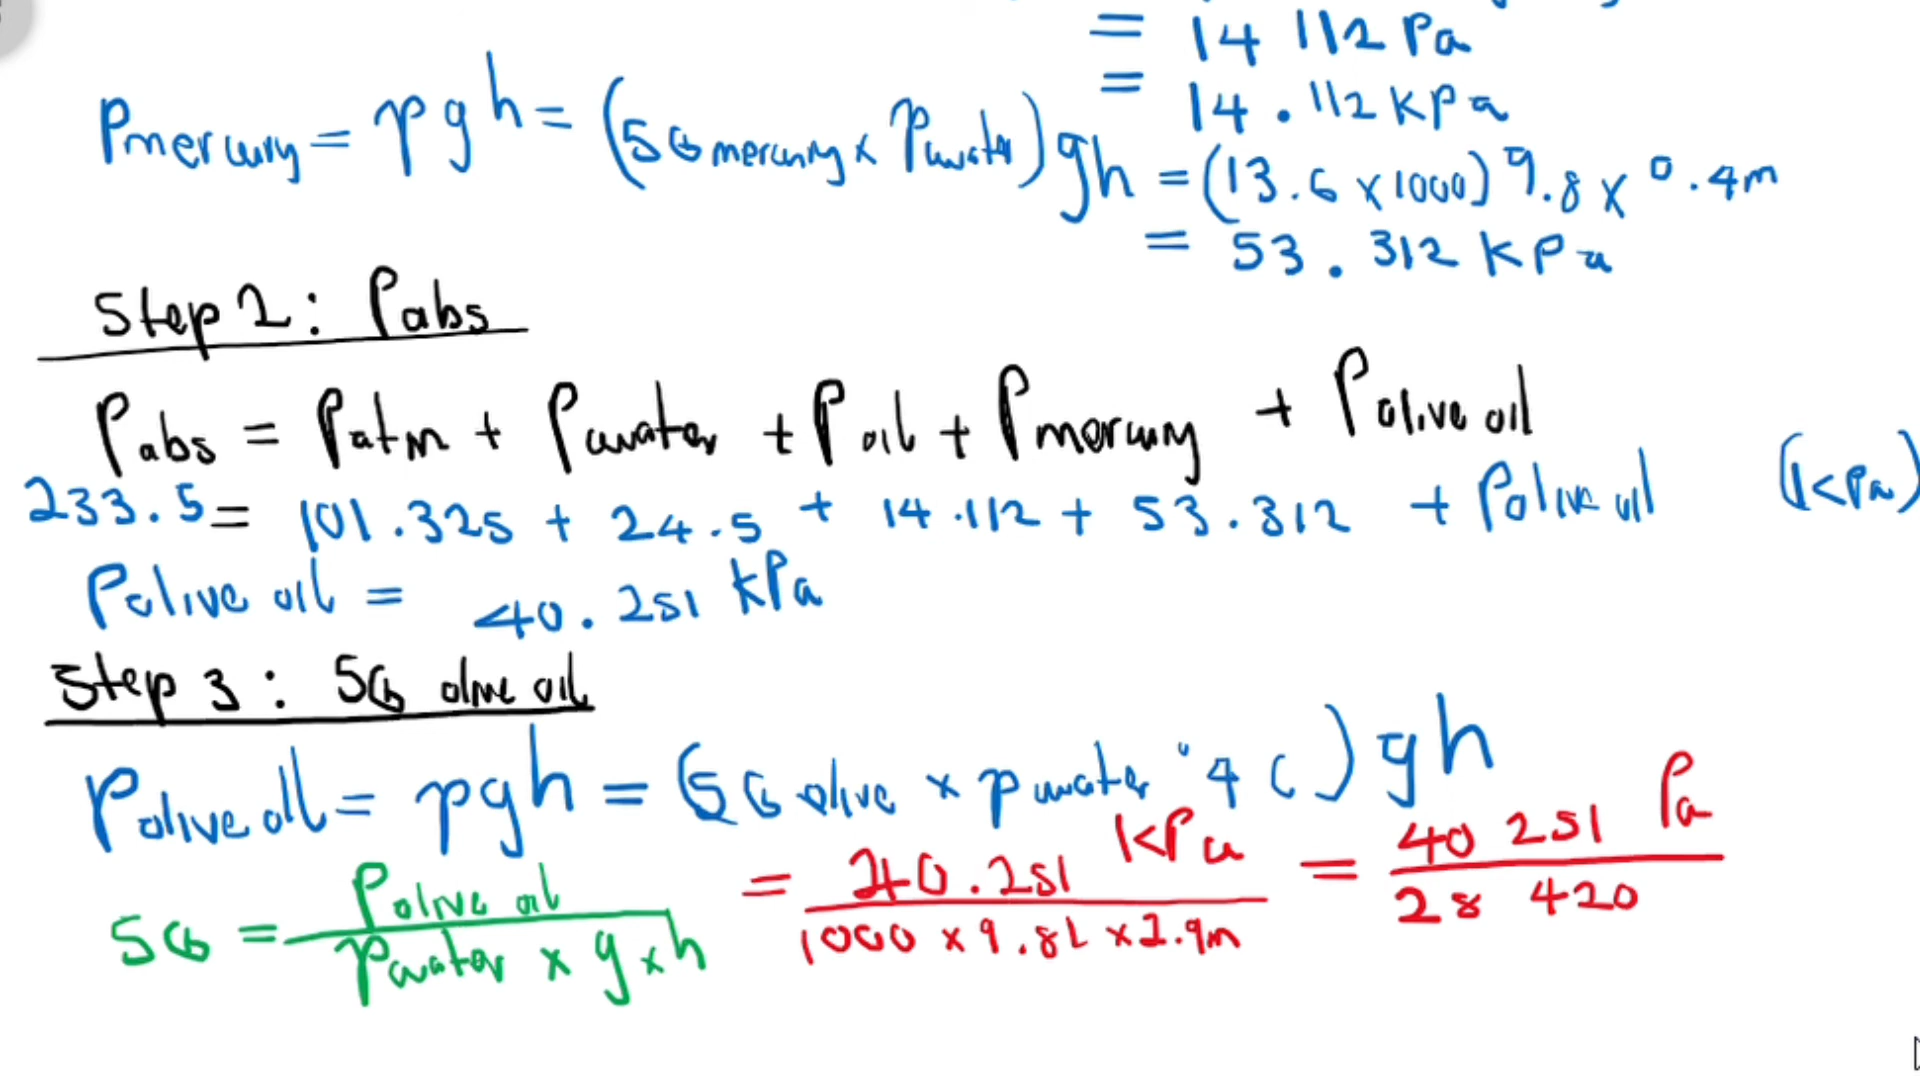 = 14 112 Pa
= 14.112 kPa
Pmercury = ρgh = (SG mercury × ρwater) gh = (13.6 × 1000) 9.8 × 0.4m
= 53.312 kPa
Step 2: Pabs
Pabs = Patm + Pwater + Poil + Pmercury + Polive oil
233.5 = 101.325 + 24.5 + 14.112 + 53.312 + Polive oil (kPa)
Polive oil = 40.251 kPa
Step 3: SG olive oil
Polive oil = ρgh = (SG olive × ρwater °4 C) gh
SG = Polive oil / ρwater × g × h = 40.251 kPa / 1000 × 9.81 × 2.9m = 40 251 Pa / 28 420